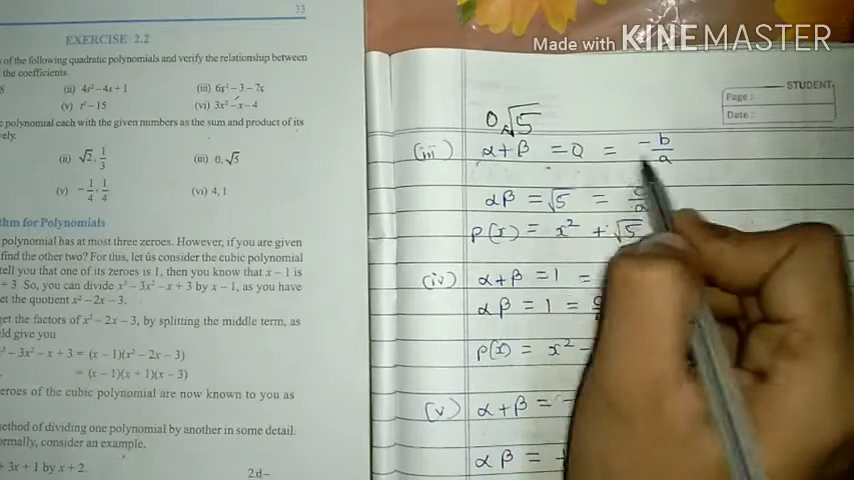 33
EXERCISE 2.2
of the following quadratic polynomials and verify the relationship between
the coefficients.
8 (ii) 4s² – 4s + 1 (iii) 6x² – 3 – 7x
(v) t² – 15 (vi) 3x² – x – 4
polynomial each with the given numbers as the sum and product of its
ely.
(ii) √2, 1/3 (iii) 0, √5
(v) –1/4, 1/4 (vi) 4, 1
thm for Polynomials
polynomial has at most three zeroes. However, if you are given
find the other two? For this, let us consider the cubic polynomial
tell you that one of its zeroes is 1, then you know that x – 1 is
+ 3. So, you can divide x³ – 3x² – x + 3 by x – 1, as you have
et the quotient x² – 2x – 3.
get the factors of x² – 2x – 3, by splitting the middle term, as
ld give you
³ – 3x² – x + 3 = (x – 1)(x² – 2x – 3)
= (x – 1)(x + 1)(x – 3)
eroes of the cubic polynomial are now known to you as
ethod of dividing one polynomial by another in some detail.
ormally, consider an example.
+ 3x + 1 by x + 2.
Made with KINEMASTER
STUDENT
Page :
Date :
0, √5
(iii) α + β = 0 = -b/a
αβ = √5 = c/a
p(x) = x² + √5
(iv) α + β = 1 =
αβ = 1 =
p(x) = x² -
(v) α + β = -
αβ =